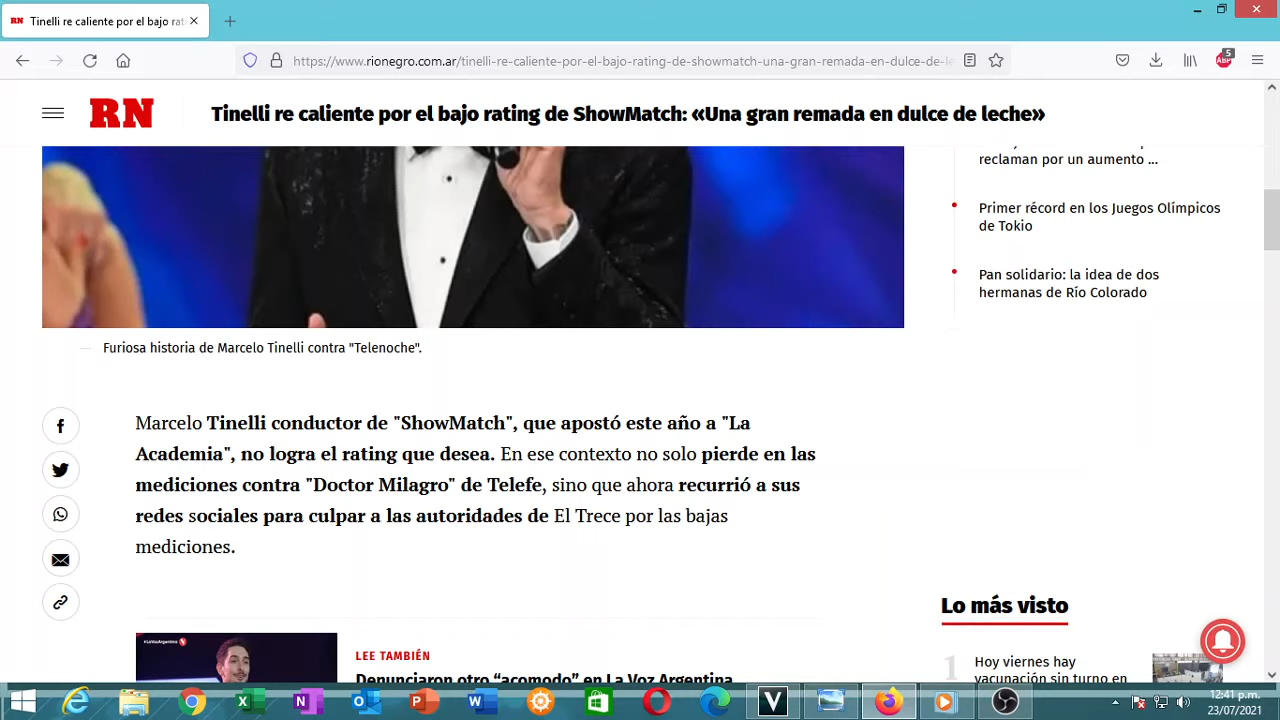 RN Tinelli re caliente por el bajo rati
https://www.rionegro.com.ar/tinelli-re-caliente-por-el-bajo-rating-de-showmatch-una-gran-remada-en-dulce-de-le
ABP 5
RN
Tinelli re caliente por el bajo rating de ShowMatch: «Una gran remada en dulce de leche»
reclaman por un aumento ...
Primer récord en los Juegos Olímpicos
de Tokio
Pan solidario: la idea de dos
hermanas de Río Colorado
Furiosa historia de Marcelo Tinelli contra "Telenoche".
Marcelo Tinelli conductor de "ShowMatch", que apostó este año a "La
Academia", no logra el rating que desea. En ese contexto no solo pierde en las
mediciones contra "Doctor Milagro" de Telefe, sino que ahora recurrió a sus
redes sociales para culpar a las autoridades de El Trece por las bajas
mediciones.
#LaVozArgentina
LEE TAMBIÉN
Denunciaron otro “acomodo” en La Voz Argentina
Lo más visto
1
Hoy viernes hay
vacunación sin turno en
12:41 p.m.
23/07/2021